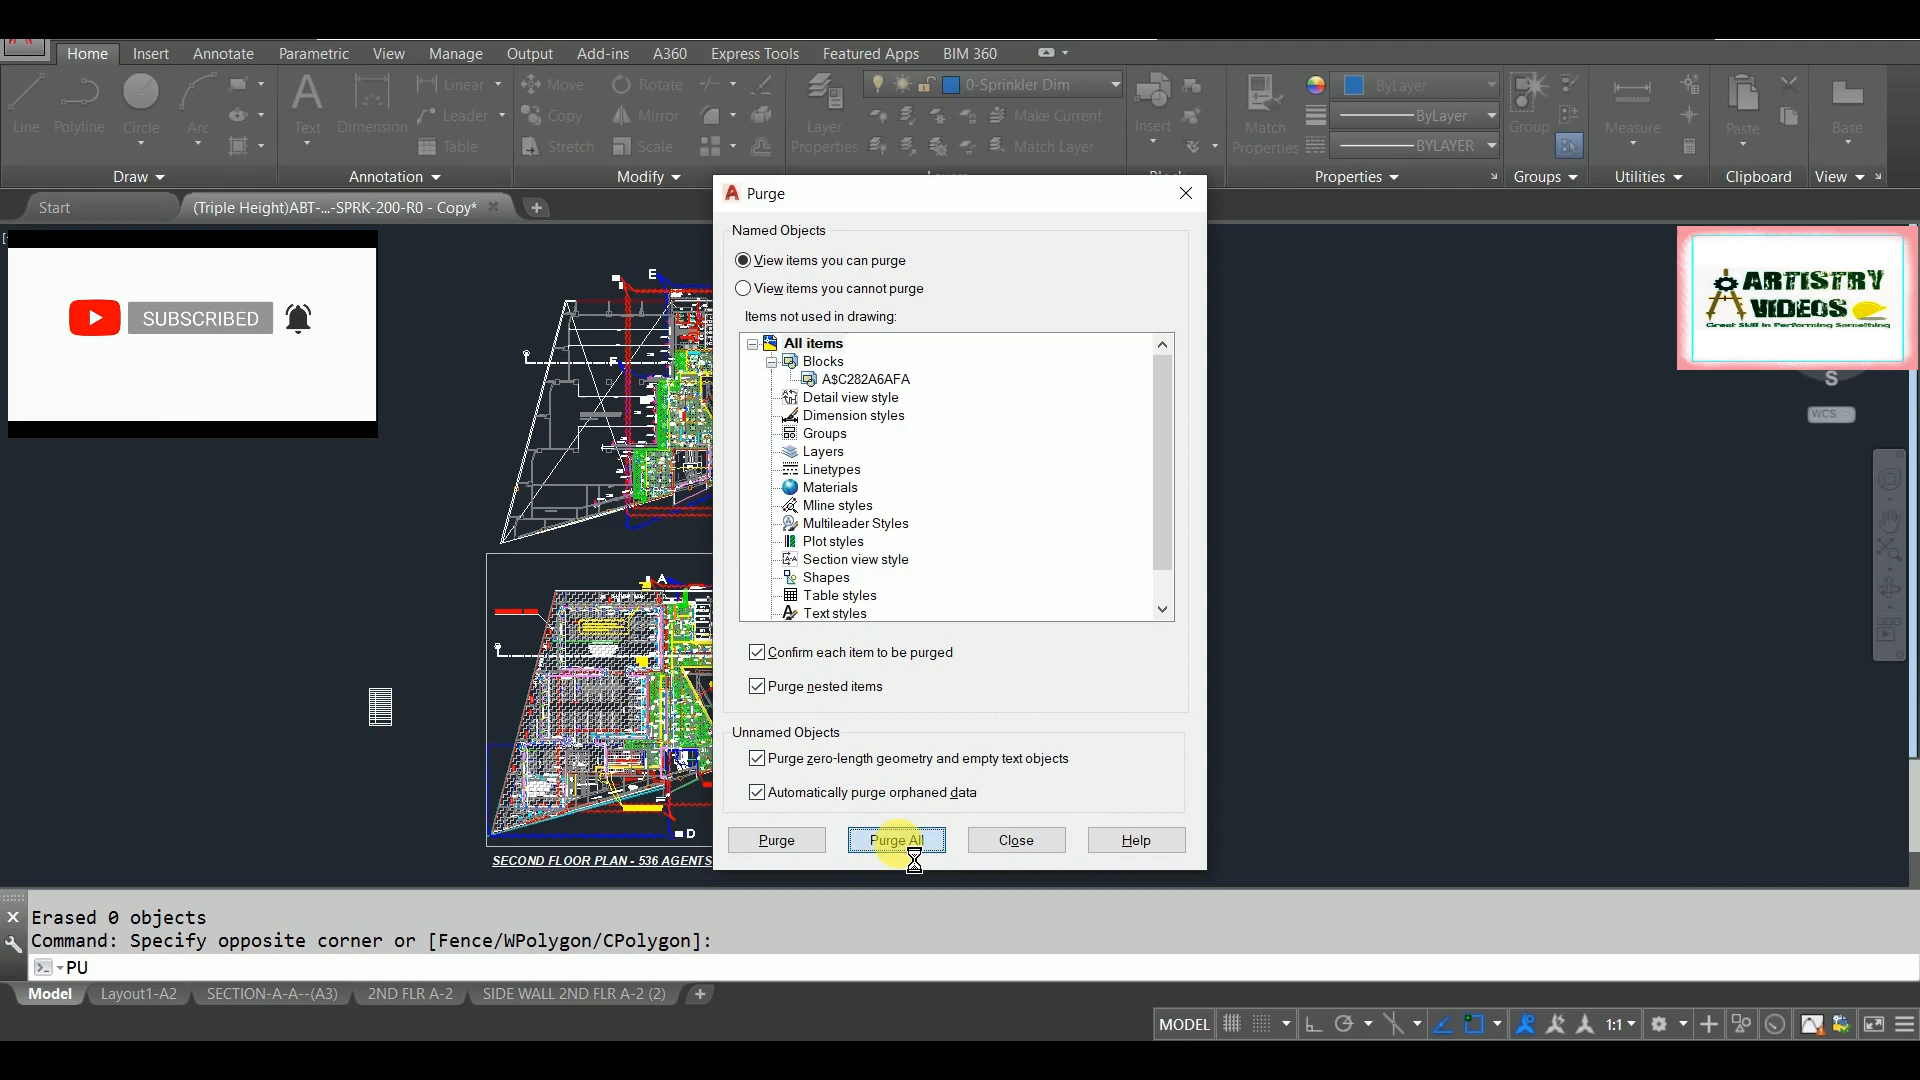 Home Insert Annotate Parametric View Manage Output Add-ins A360 Express Tools Featured Apps BIM 360
Line Polyline Circle Arc
Text Dimension
Linear
Leader
Table
Move Rotate
Copy Mirror
Stretch Scale
Layer
Properties
0-Sprinkler Dim
Make Current
Match Layer
Insert
Match
Properties
ByLayer
ByLayer
BYLAYER
Group
Measure
Paste
Base
Draw Annotation Modify Properties Groups Utilities Clipboard View
Start (Triple Height)ABT-...-SPRK-200-R0 - Copy*
SUBSCRIBED
ARTISTRY
VIDEOS
Great Skill in Performing Something
S
WCS
E
F
A
D
SECOND FLOOR PLAN - 536 AGENTS
Purge
Named Objects
View items you can purge
View items you cannot purge
Items not used in drawing:
All items
Blocks
A$C282A6AFA
Detail view style
Dimension styles
Groups
Layers
Linetypes
Materials
Mline styles
Multileader Styles
Plot styles
Section view style
Shapes
Table styles
Text styles
Confirm each item to be purged
Purge nested items
Unnamed Objects
Purge zero-length geometry and empty text objects
Automatically purge orphaned data
Purge Purge All Close Help
Erased 0 objects
Command: Specify opposite corner or [Fence/WPolygon/CPolygon]:
PU
Model Layout1-A2 SECTION-A-A--(A3) 2ND FLR A-2 SIDE WALL 2ND FLR A-2 (2)
MODEL 1:1